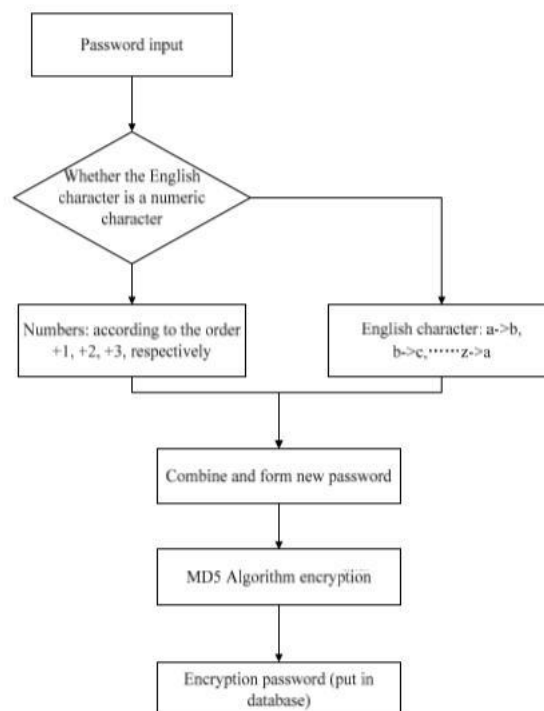 Password input
Whether the English
character is a numeric
character
Numbers: according to the order
+1, +2, +3, respectively
English character: a->b,
b->c,······z->a
Combine and form new password
MD5 Algorithm encryption
Encryption password (put in
database)